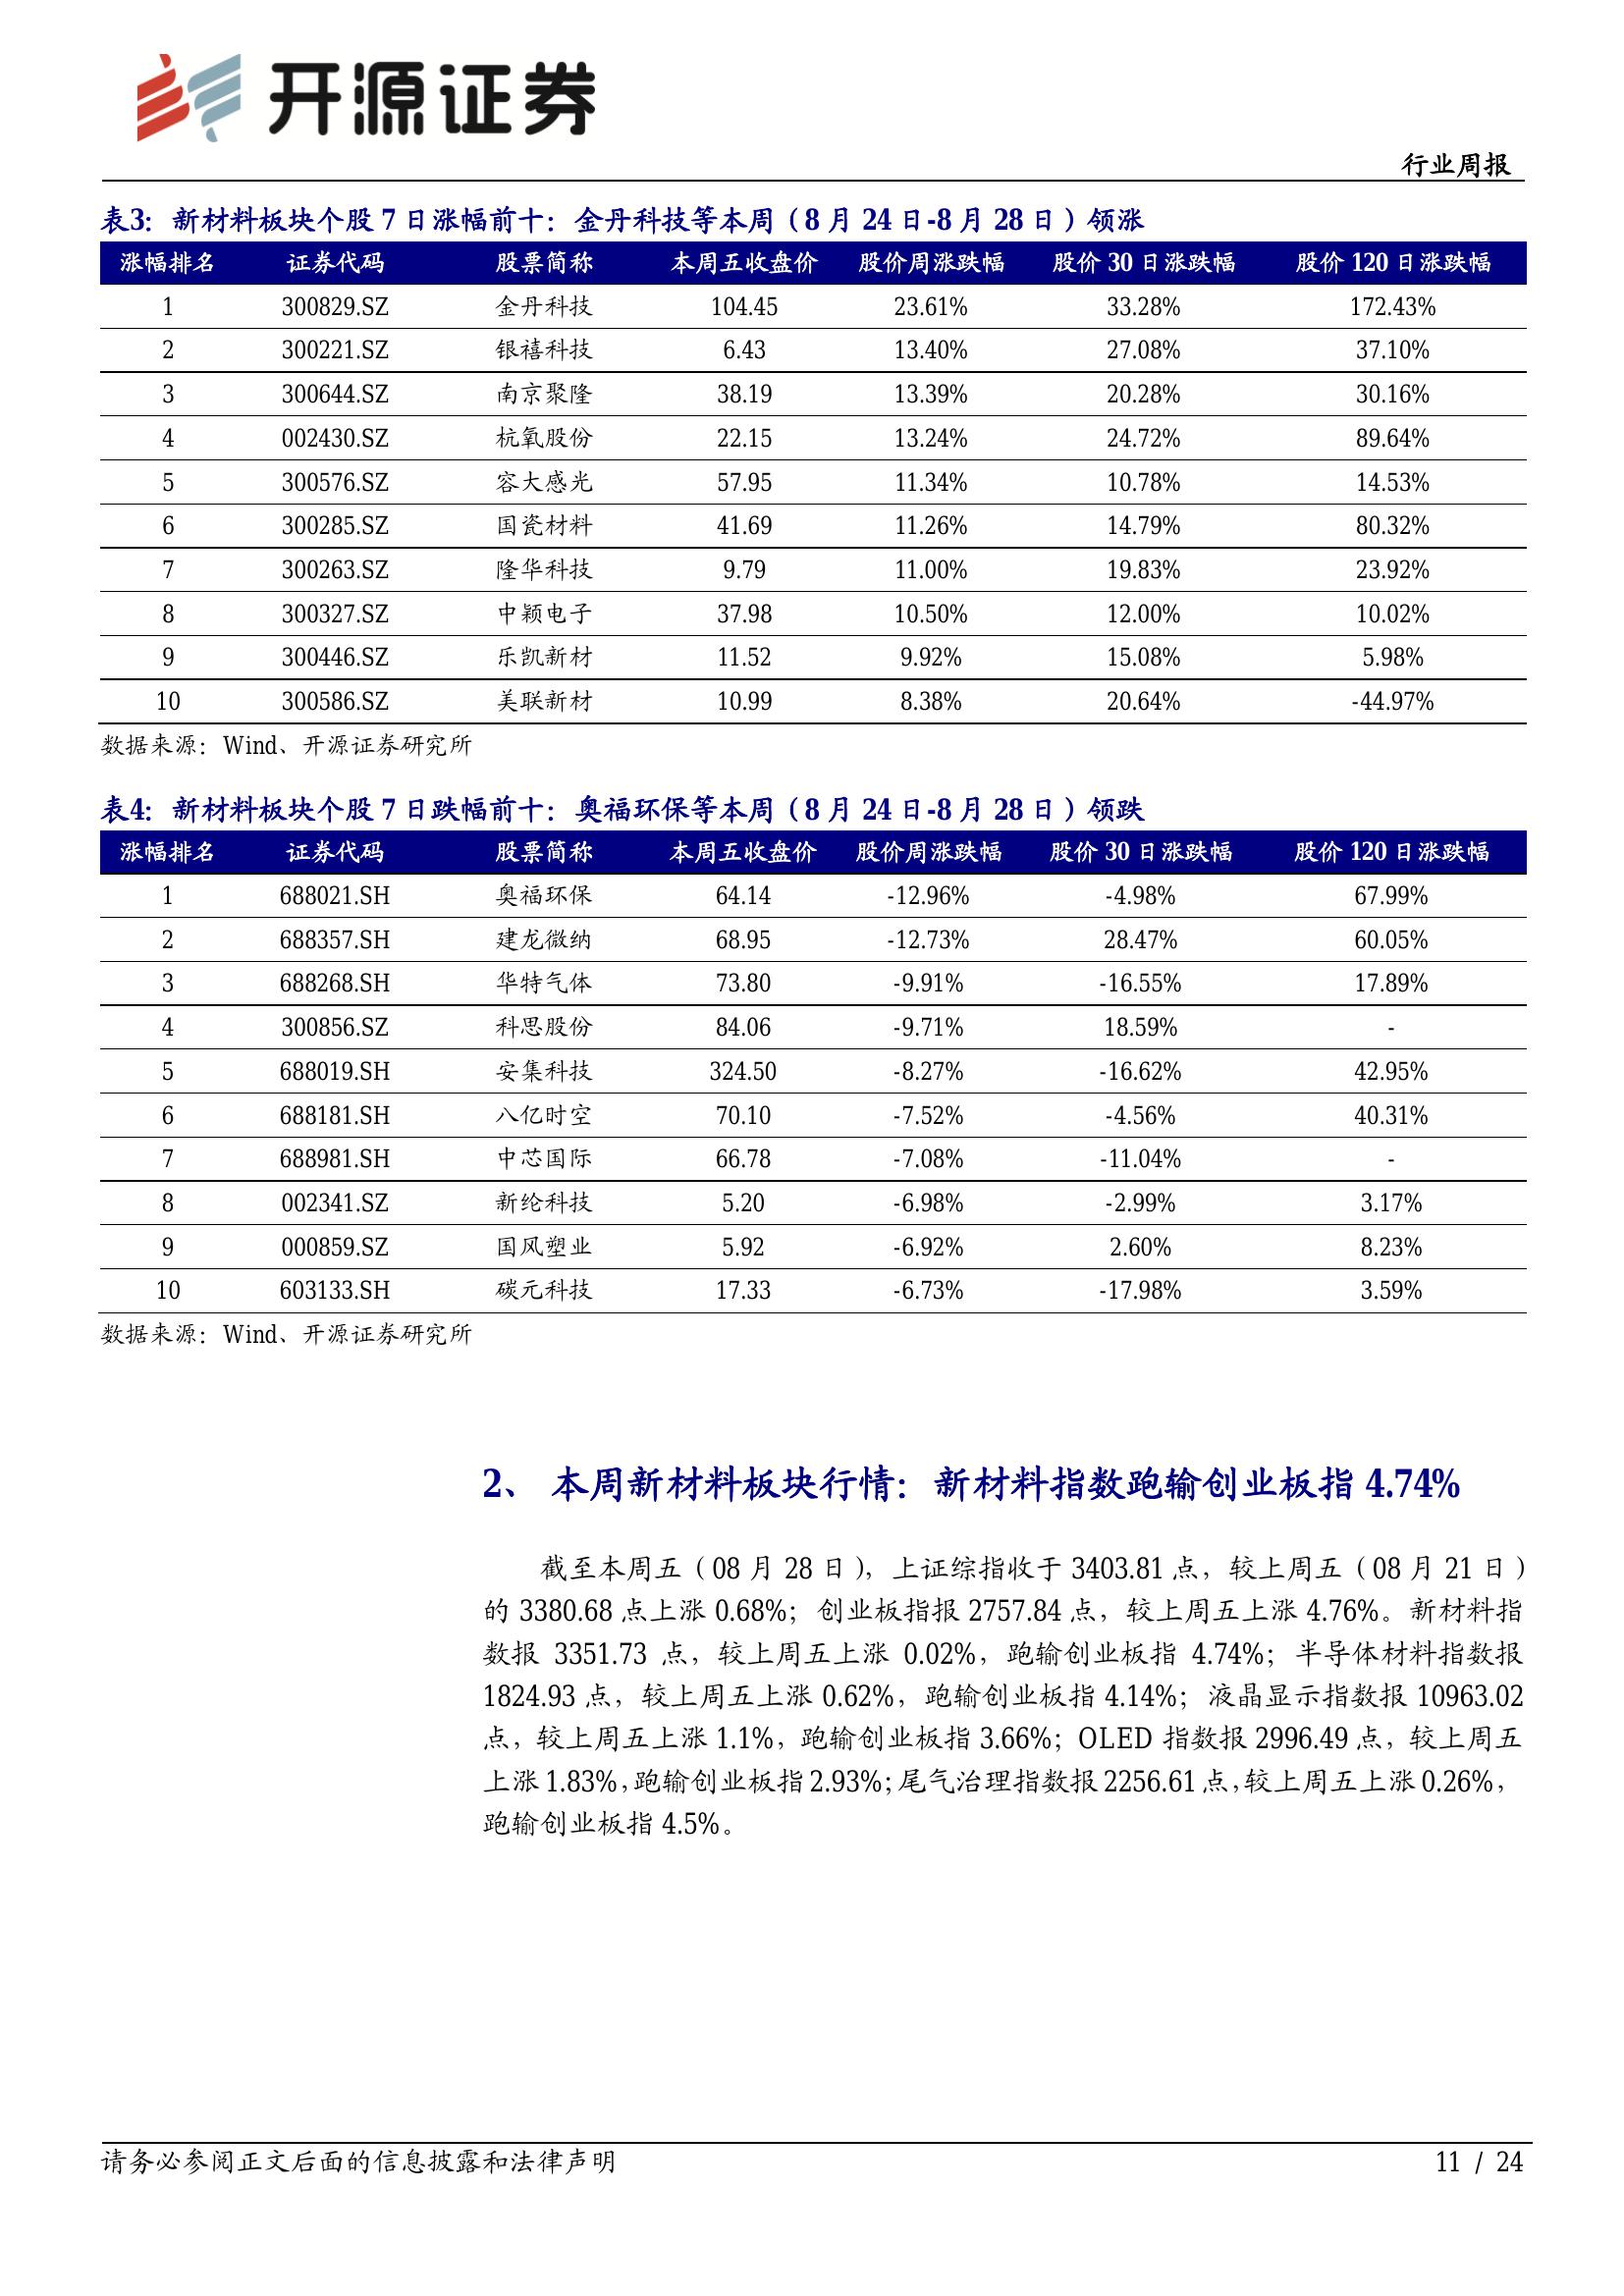 开源证券
行业周报
表3: 新材料板块个股 7 日涨幅前十：金丹科技等本周（8 月 24 日-8 月 28 日）领涨
涨幅排名 证券代码 股票简称 本周五收盘价 股价周涨跌幅 股价 30 日涨跌幅 股价 120 日涨跌幅
1 300829.SZ 金丹科技 104.45 23.61% 33.28% 172.43%
2 300221.SZ 银禧科技 6.43 13.40% 27.08% 37.10%
3 300644.SZ 南京聚隆 38.19 13.39% 20.28% 30.16%
4 002430.SZ 杭氧股份 22.15 13.24% 24.72% 89.64%
5 300576.SZ 容大感光 57.95 11.34% 10.78% 14.53%
6 300285.SZ 国瓷材料 41.69 11.26% 14.79% 80.32%
7 300263.SZ 隆华科技 9.79 11.00% 19.83% 23.92%
8 300327.SZ 中颖电子 37.98 10.50% 12.00% 10.02%
9 300446.SZ 乐凯新材 11.52 9.92% 15.08% 5.98%
10 300586.SZ 美联新材 10.99 8.38% 20.64% -44.97%
数据来源：Wind、开源证券研究所
表4: 新材料板块个股 7 日跌幅前十：奥福环保等本周（8 月 24 日-8 月 28 日）领跌
涨幅排名 证券代码 股票简称 本周五收盘价 股价周涨跌幅 股价 30 日涨跌幅 股价 120 日涨跌幅
1 688021.SH 奥福环保 64.14 -12.96% -4.98% 67.99%
2 688357.SH 建龙微纳 68.95 -12.73% 28.47% 60.05%
3 688268.SH 华特气体 73.80 -9.91% -16.55% 17.89%
4 300856.SZ 科思股份 84.06 -9.71% 18.59% -
5 688019.SH 安集科技 324.50 -8.27% -16.62% 42.95%
6 688181.SH 八亿时空 70.10 -7.52% -4.56% 40.31%
7 688981.SH 中芯国际 66.78 -7.08% -11.04% -
8 002341.SZ 新纶科技 5.20 -6.98% -2.99% 3.17%
9 000859.SZ 国风塑业 5.92 -6.92% 2.60% 8.23%
10 603133.SH 碳元科技 17.33 -6.73% -17.98% 3.59%
数据来源：Wind、开源证券研究所
2、 本周新材料板块行情：新材料指数跑输创业板指 4.74%
截至本周五（08 月 28 日），上证综指收于 3403.81 点，较上周五（08 月 21 日）
的 3380.68 点上涨 0.68%；创业板指报 2757.84 点，较上周五上涨 4.76%。新材料指
数报 3351.73 点，较上周五上涨 0.02%，跑输创业板指 4.74%；半导体材料指数报
1824.93 点，较上周五上涨 0.62%，跑输创业板指 4.14%；液晶显示指数报 10963.02
点，较上周五上涨 1.1%，跑输创业板指 3.66%；OLED 指数报 2996.49 点，较上周五
上涨 1.83%，跑输创业板指 2.93%；尾气治理指数报 2256.61 点，较上周五上涨 0.26%，
跑输创业板指 4.5%。
请务必参阅正文后面的信息披露和法律声明
11 / 24